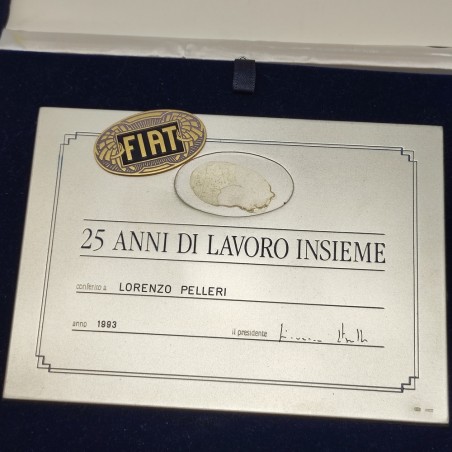 FIAT
25 ANNI DI LAVORO INSIEME
conferito a LORENZO PELLERI
anno 1993
il presidente